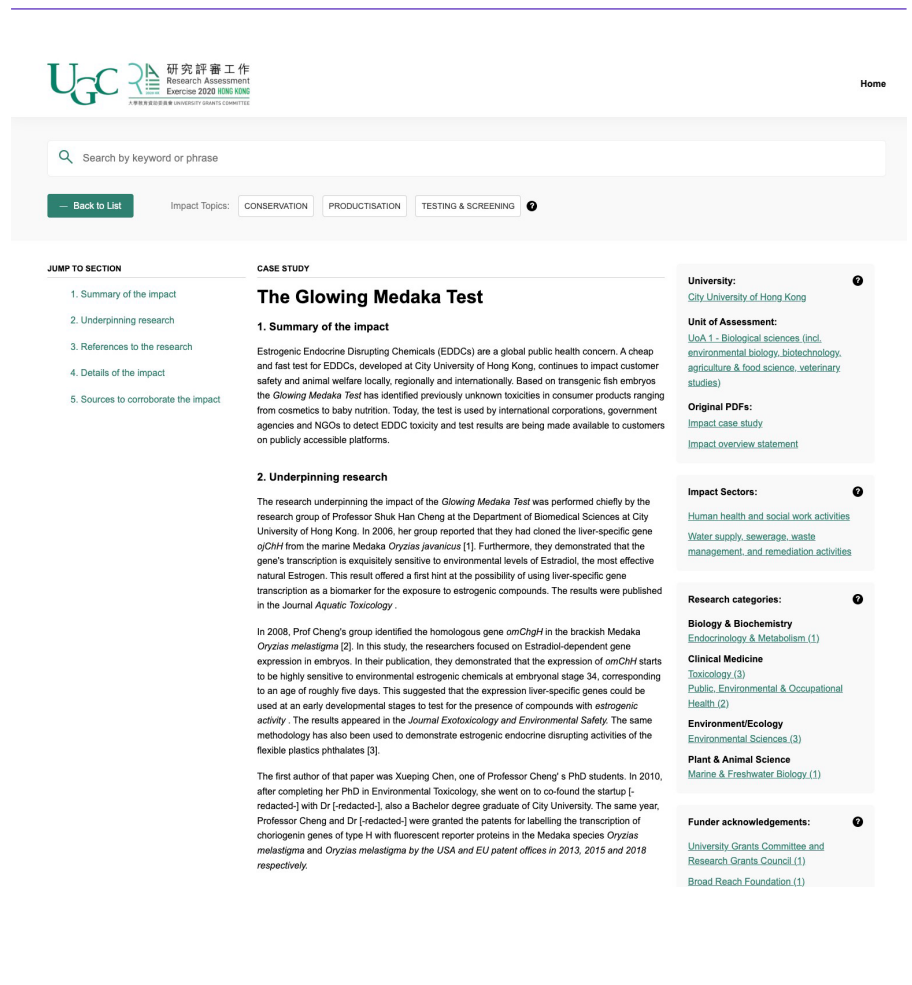 UGC
研究評審工作
Research Assessment
Exercise 2020 HONG KONG
大學教育資助委員會 UNIVERSITY GRANTS COMMITTEE
Home
Search by keyword or phrase
— Back to List
Impact Topics:
CONSERVATION
PRODUCTISATION
TESTING & SCREENING
?
JUMP TO SECTION
1. Summary of the impact
2. Underpinning research
3. References to the research
4. Details of the impact
5. Sources to corroborate the impact
CASE STUDY
The Glowing Medaka Test
1. Summary of the impact
Estrogenic Endocrine Disrupting Chemicals (EDDCs) are a global public health concern. A cheap
and fast test for EDDCs, developed at City University of Hong Kong, continues to impact customer
safety and animal welfare locally, regionally and internationally. Based on transgenic fish embryos
the Glowing Medaka Test has identified previously unknown toxicities in consumer products ranging
from cosmetics to baby nutrition. Today, the test is used by international corporations, government
agencies and NGOs to detect EDDC toxicity and test results are being made available to customers
on publicly accessible platforms.
2. Underpinning research
The research underpinning the impact of the Glowing Medaka Test was performed chiefly by the
research group of Professor Shuk Han Cheng at the Department of Biomedical Sciences at City
University of Hong Kong. In 2006, her group reported that they had cloned the liver-specific gene
ojChH from the marine Medaka Oryzias javanicus [1]. Furthermore, they demonstrated that the
gene's transcription is exquisitely sensitive to environmental levels of Estradiol, the most effective
natural Estrogen. This result offered a first hint at the possibility of using liver-specific gene
transcription as a biomarker for the exposure to estrogenic compounds. The results were published
in the Journal Aquatic Toxicology .
In 2008, Prof Cheng's group identified the homologous gene omChgH in the brackish Medaka
Oryzias melastigma [2]. In this study, the researchers focused on Estradiol-dependent gene
expression in embryos. In their publication, they demonstrated that the expression of omChH starts
to be highly sensitive to environmental estrogenic chemicals at embryonal stage 34, corresponding
to an age of roughly five days. This suggested that the expression liver-specific genes could be
used at an early developmental stages to test for the presence of compounds with estrogenic
activity . The results appeared in the Journal Exotoxicology and Environmental Safety. The same
methodology has also been used to demonstrate estrogenic endocrine disrupting activities of the
flexible plastics phthalates [3].
The first author of that paper was Xueping Chen, one of Professor Cheng' s PhD students. In 2010,
after completing her PhD in Environmental Toxicology, she went on to co-found the startup [-
redacted-] with Dr [-redacted-], also a Bachelor degree graduate of City University. The same year,
Professor Cheng and Dr [-redacted-] were granted the patents for labelling the transcription of
choriogenin genes of type H with fluorescent reporter proteins in the Medaka species Oryzias
melastigma and Oryzias melastigma by the USA and EU patent offices in 2013, 2015 and 2018
respectively.
University:
?
City University of Hong Kong
Unit of Assessment:
UoA 1 - Biological sciences (incl.
environmental biology, biotechnology,
agriculture & food science, veterinary
studies)
Original PDFs:
Impact case study
Impact overview statement
Impact Sectors:
?
Human health and social work activities
Water supply, sewerage, waste
management, and remediation activities
Research categories:
?
Biology & Biochemistry
Endocrinology & Metabolism (1)
Clinical Medicine
Toxicology (3)
Public, Environmental & Occupational
Health (2)
Environment/Ecology
Environmental Sciences (3)
Plant & Animal Science
Marine & Freshwater Biology (1)
Funder acknowledgements:
?
University Grants Committee and
Research Grants Council (1)
Broad Reach Foundation (1)